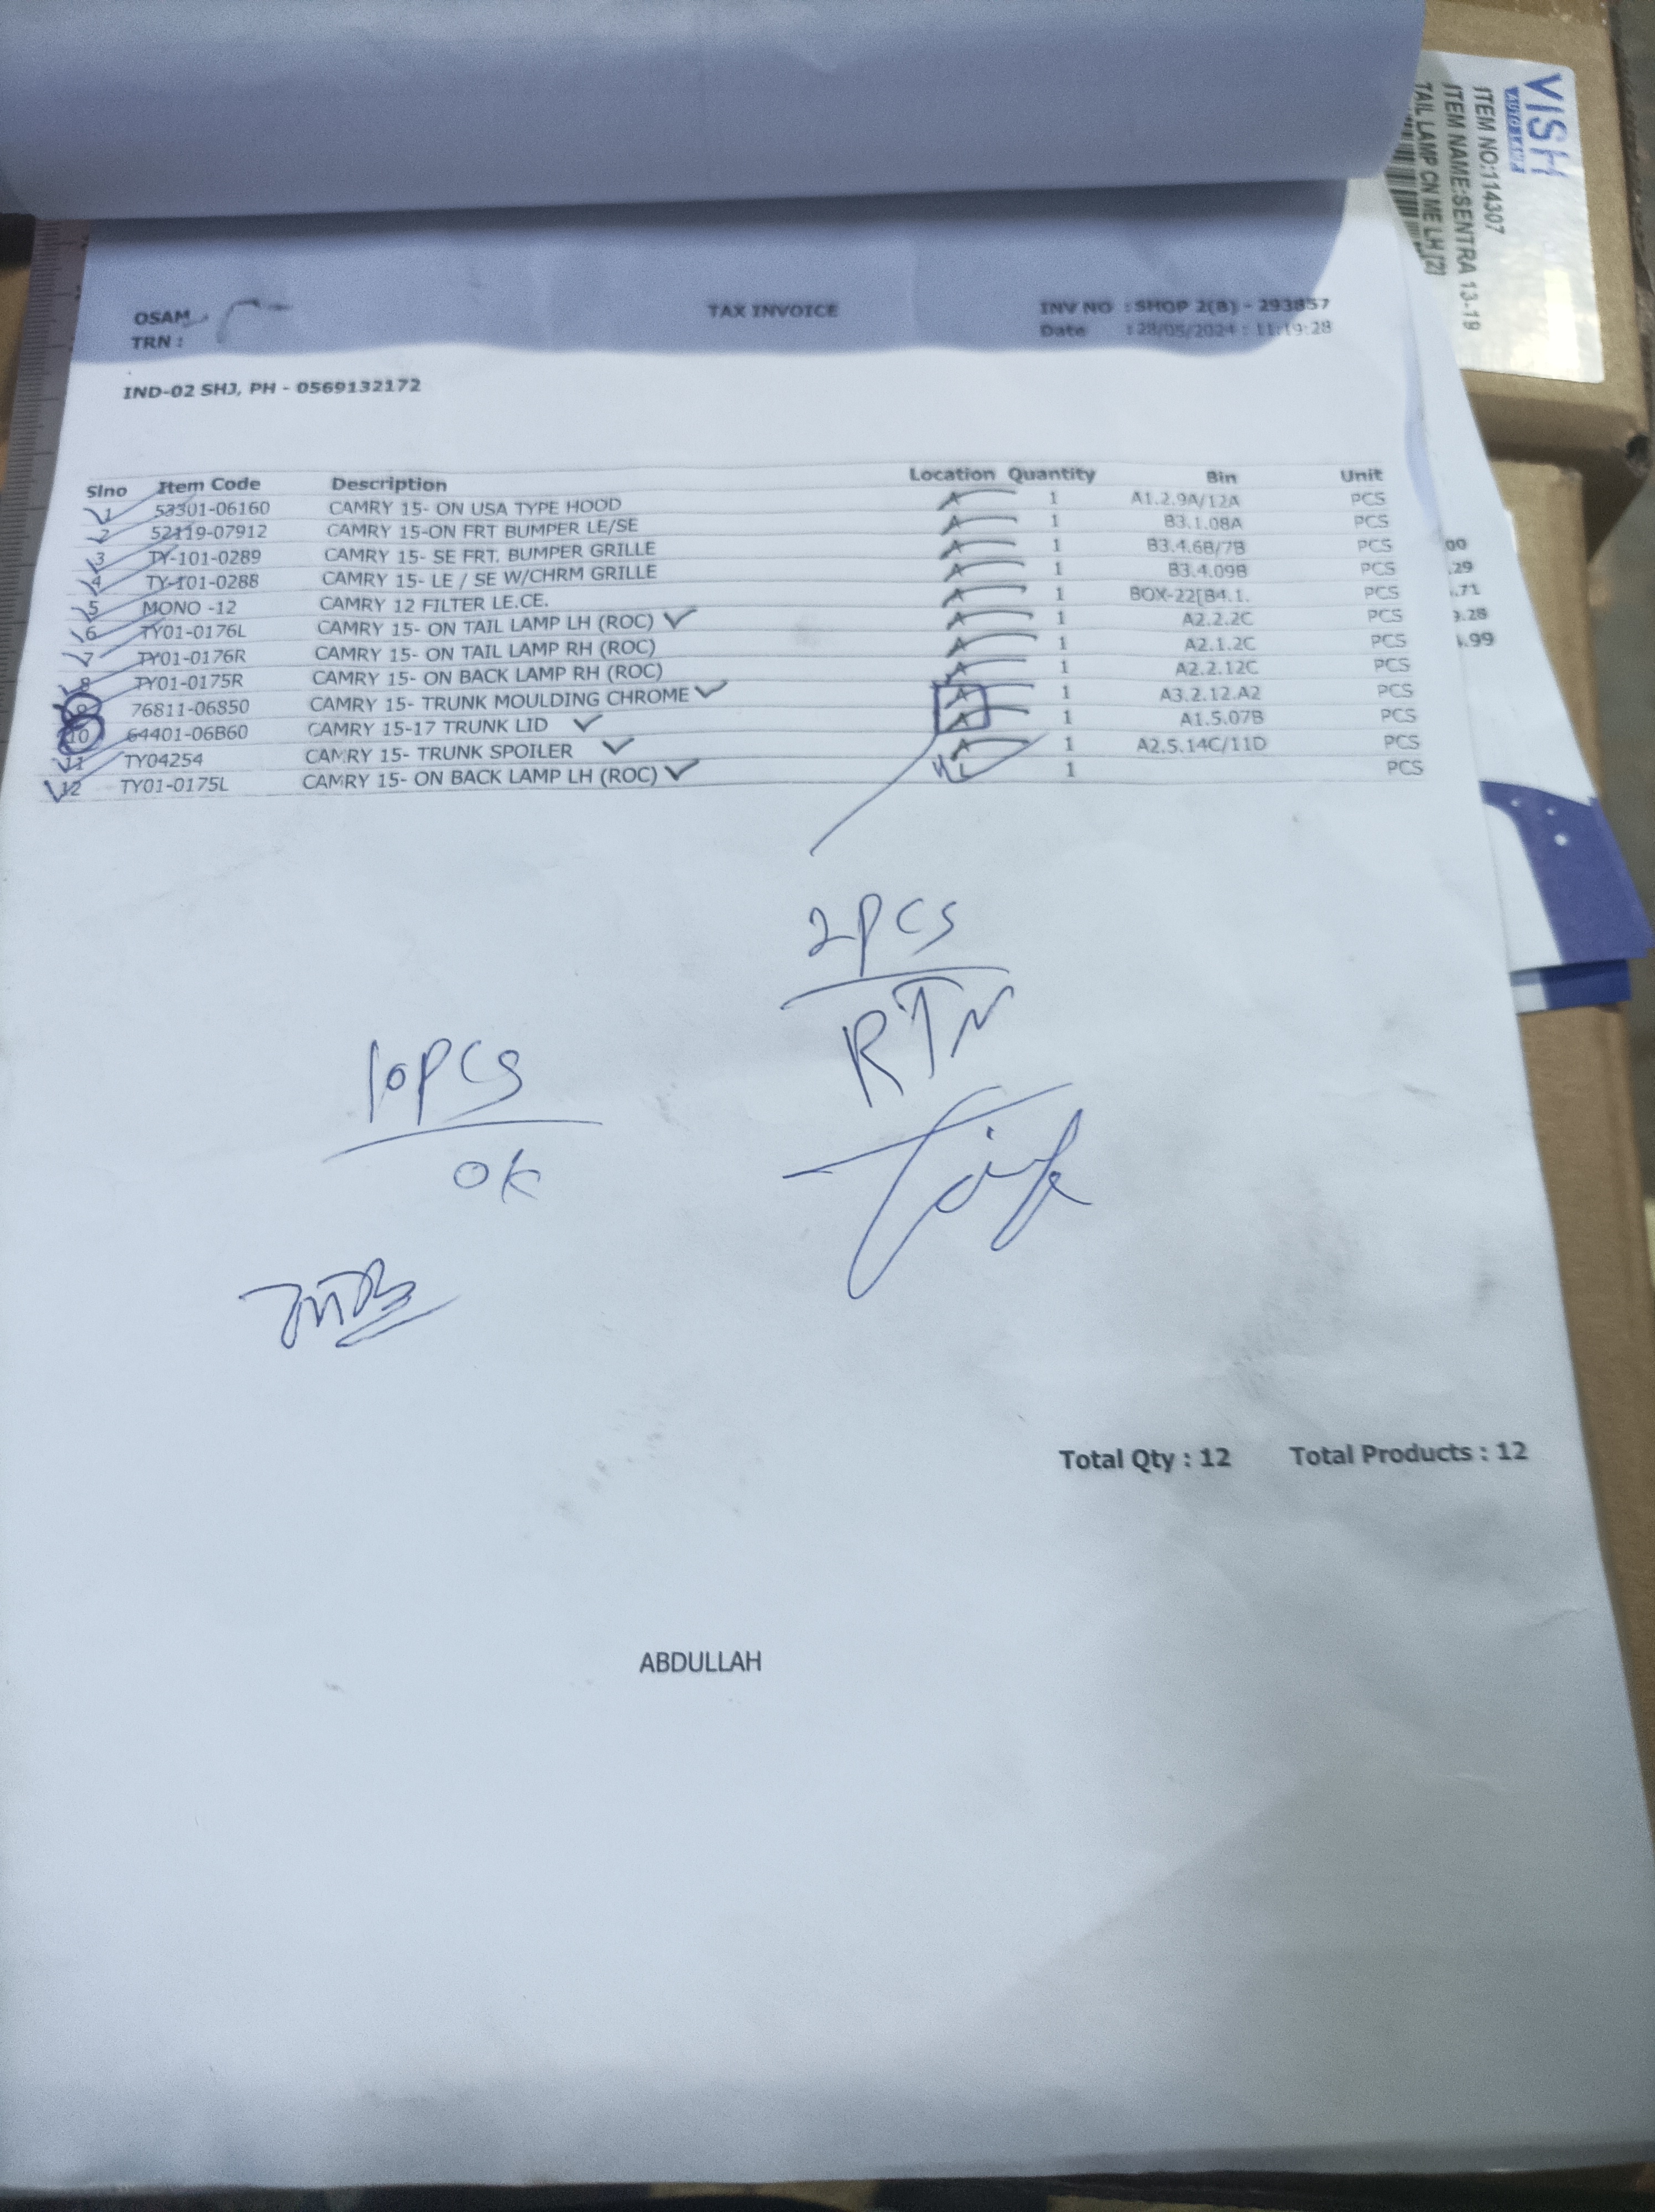 VISH
ITEM NO:114307
ITEM NAME:SENTRA 13-19
TAIL LAMP CN ME LH [2]
OSAM
TAX INVOICE
INV NO : SHOP 2(B) - 293857
TRN :
Date : 28/05/2024 : 11:19:28
IND-02 SHJ, PH - 0569132172
Slno Item Code Description Location Quantity Bin Unit
1 53301-06160 CAMRY 15- ON USA TYPE HOOD A 1 A1.2.9A/12A PCS
2 52119-07912 CAMRY 15-ON FRT BUMPER LE/SE A 1 B3.1.08A PCS
3 TY-101-0289 CAMRY 15- SE FRT. BUMPER GRILLE A 1 B3.4.6B/7B PCS
4 TY-101-0288 CAMRY 15- LE / SE W/CHRM GRILLE A 1 B3.4.09B PCS
5 MONO -12 CAMRY 12 FILTER LE.CE. A 1 BOX-22[B4.1. PCS
6 TY01-0176L CAMRY 15- ON TAIL LAMP LH (ROC) A 1 A2.2.2C PCS
7 TY01-0176R CAMRY 15- ON TAIL LAMP RH (ROC) A 1 A2.1.2C PCS
8 TY01-0175R CAMRY 15- ON BACK LAMP RH (ROC) A 1 A2.2.12C PCS
9 76811-06850 CAMRY 15- TRUNK MOULDING CHROME A 1 A3.2.12.A2 PCS
10 64401-06B60 CAMRY 15-17 TRUNK LID A 1 A1.5.07B PCS
11 TY04254 CAMRY 15- TRUNK SPOILER A 1 A2.5.14C/11D PCS
12 TY01-0175L CAMRY 15- ON BACK LAMP LH (ROC) L 1 PCS
00
.29
.71
9.28
.99
2PCS
RTN
10PCS
OK
Total Qty : 12 Total Products : 12
ABDULLAH